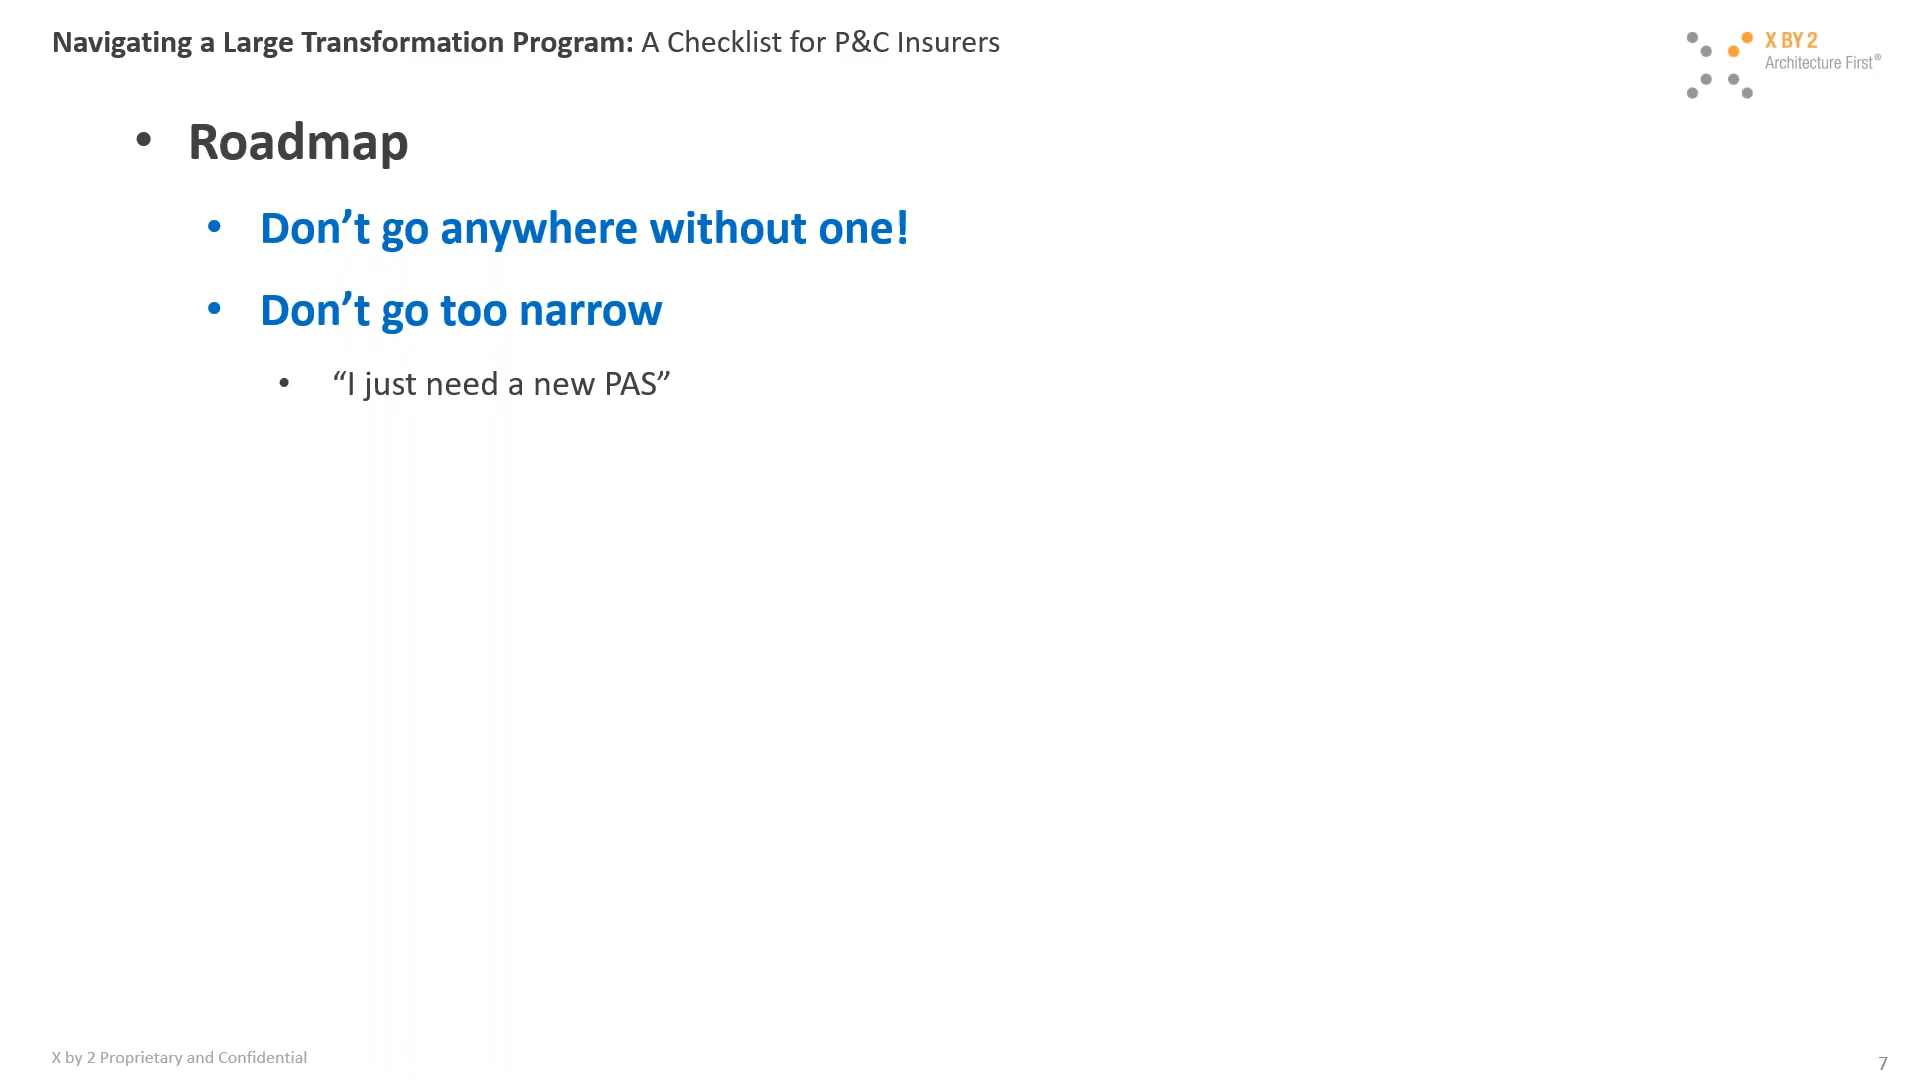 Navigating a Large Transformation Program: A Checklist for P&C Insurers
X BY 2
Architecture First®
• Roadmap
• Don’t go anywhere without one!
• Don’t go too narrow
• “I just need a new PAS”
X by 2 Proprietary and Confidential
7